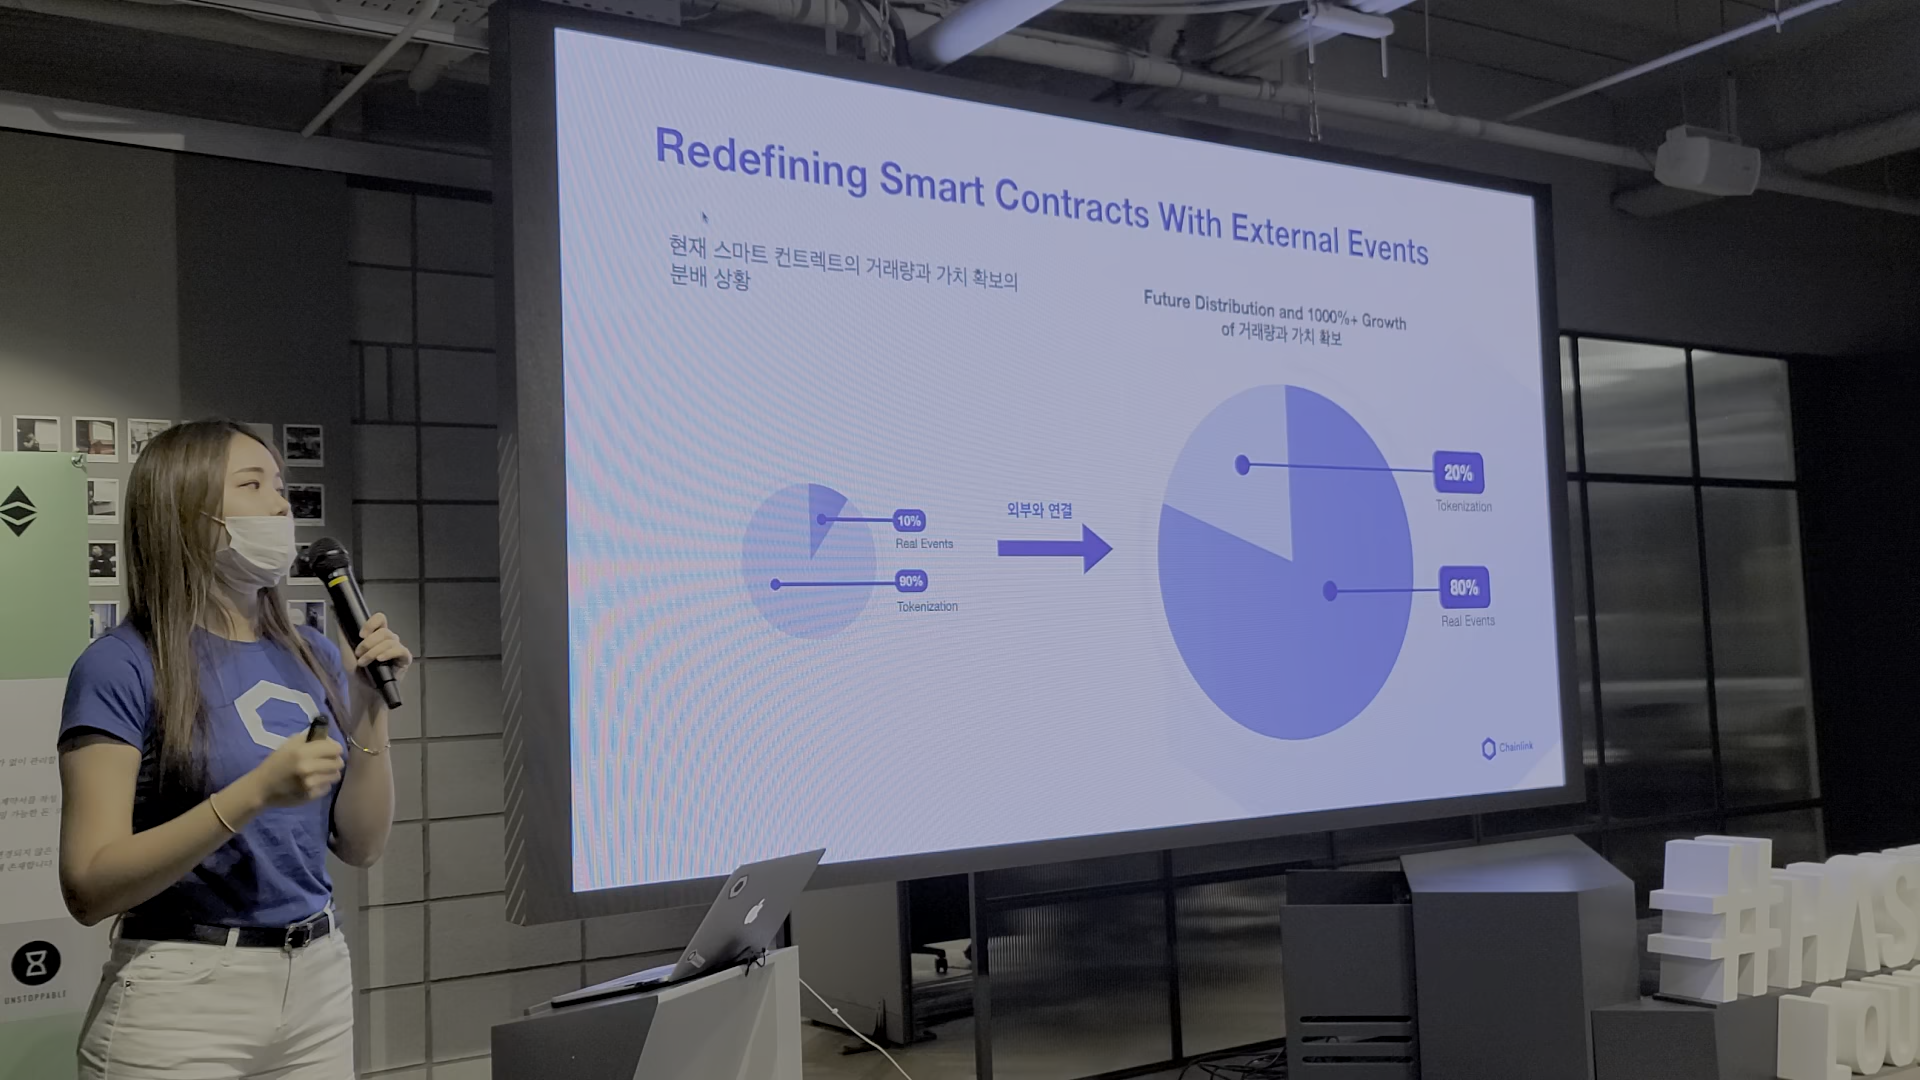 Redefining Smart Contracts With External Events
현재 스마트 컨트렉트의 거래량과 가치 확보의
분배 상황
Future Distribution and 1000%+ Growth
of 거래량과 가치 확보
10%
Real Events
90%
Tokenization
외부와 연결
20%
Tokenization
80%
Real Events
Chainlink
UNSTOPPABLE
#HAS
LOU